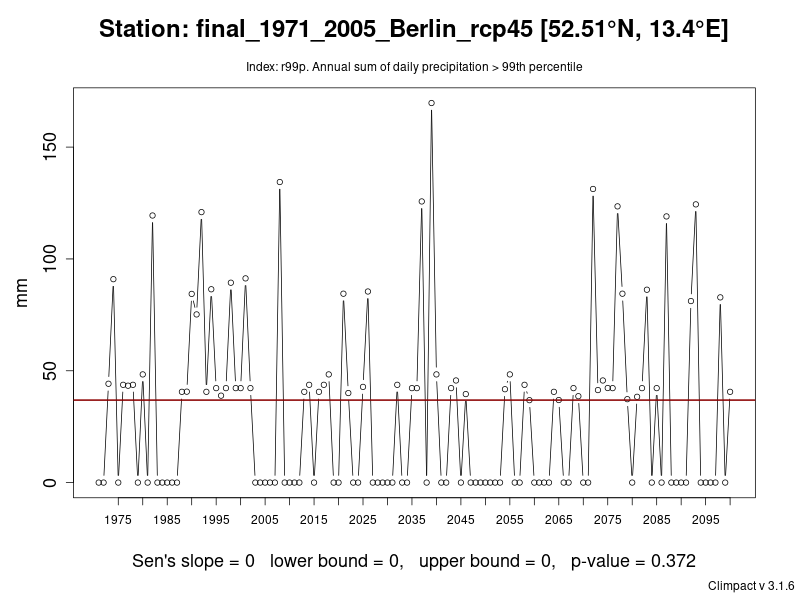 Station: final_1971_2005_Berlin_rcp45 [52.51°N, 13.4°E]
Index: r99p. Annual sum of daily precipitation > 99th percentile
150
100
50
0
mm
1975 1985 1995 2005 2015 2025 2035 2045 2055 2065 2075 2085 2095
Sen's slope = 0 lower bound = 0, upper bound = 0, p-value = 0.372
Climpact v 3.1.6